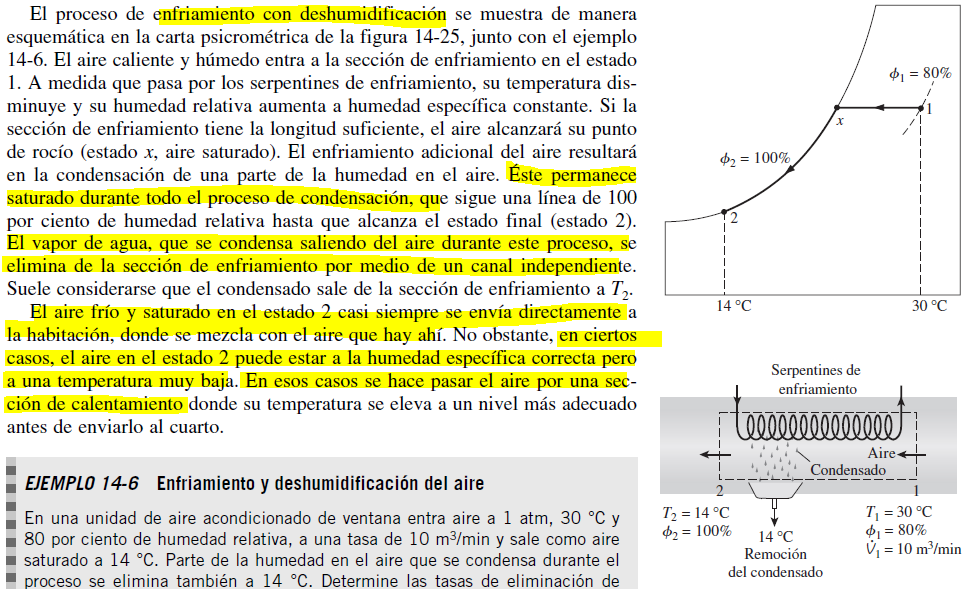 El proceso de enfriamiento con deshumidificación se muestra de manera
esquemática en la carta psicrométrica de la figura 14-25, junto con el ejemplo
14-6. El aire caliente y húmedo entra a la sección de enfriamiento en el estado
1. A medida que pasa por los serpentines de enfriamiento, su temperatura dis-
minuye y su humedad relativa aumenta a humedad específica constante. Si la
sección de enfriamiento tiene la longitud suficiente, el aire alcanzará su punto
de rocío (estado x, aire saturado). El enfriamiento adicional del aire resultará
en la condensación de una parte de la humedad en el aire. Éste permanece
saturado durante todo el proceso de condensación, que sigue una línea de 100
por ciento de humedad relativa hasta que alcanza el estado final (estado 2).
El vapor de agua, que se condensa saliendo del aire durante este proceso, se
elimina de la sección de enfriamiento por medio de un canal independiente.
Suele considerarse que el condensado sale de la sección de enfriamiento a T₂.
El aire frío y saturado en el estado 2 casi siempre se envía directamente a
la habitación, donde se mezcla con el aire que hay ahí. No obstante, en ciertos
casos, el aire en el estado 2 puede estar a la humedad específica correcta pero
a una temperatura muy baja. En esos casos se hace pasar el aire por una sec-
ción de calentamiento donde su temperatura se eleva a un nivel más adecuado
antes de enviarlo al cuarto.
EJEMPLO 14-6 Enfriamiento y deshumidificación del aire
En una unidad de aire acondicionado de ventana entra aire a 1 atm, 30 °C y
80 por ciento de humedad relativa, a una tasa de 10 m³/min y sale como aire
saturado a 14 °C. Parte de la humedad en el aire que se condensa durante el
proceso se elimina también a 14 °C. Determine las tasas de eliminación de
ϕ₁ = 80%
1
x
ϕ₂ = 100%
2
14 °C
30 °C
Serpentines de
enfriamiento
Aire
Condensado
2
1
T₂ = 14 °C
ϕ₂ = 100%
14 °C
Remoción
del condensado
T₁ = 30 °C
ϕ₁ = 80%
V̇₁ = 10 m³/min